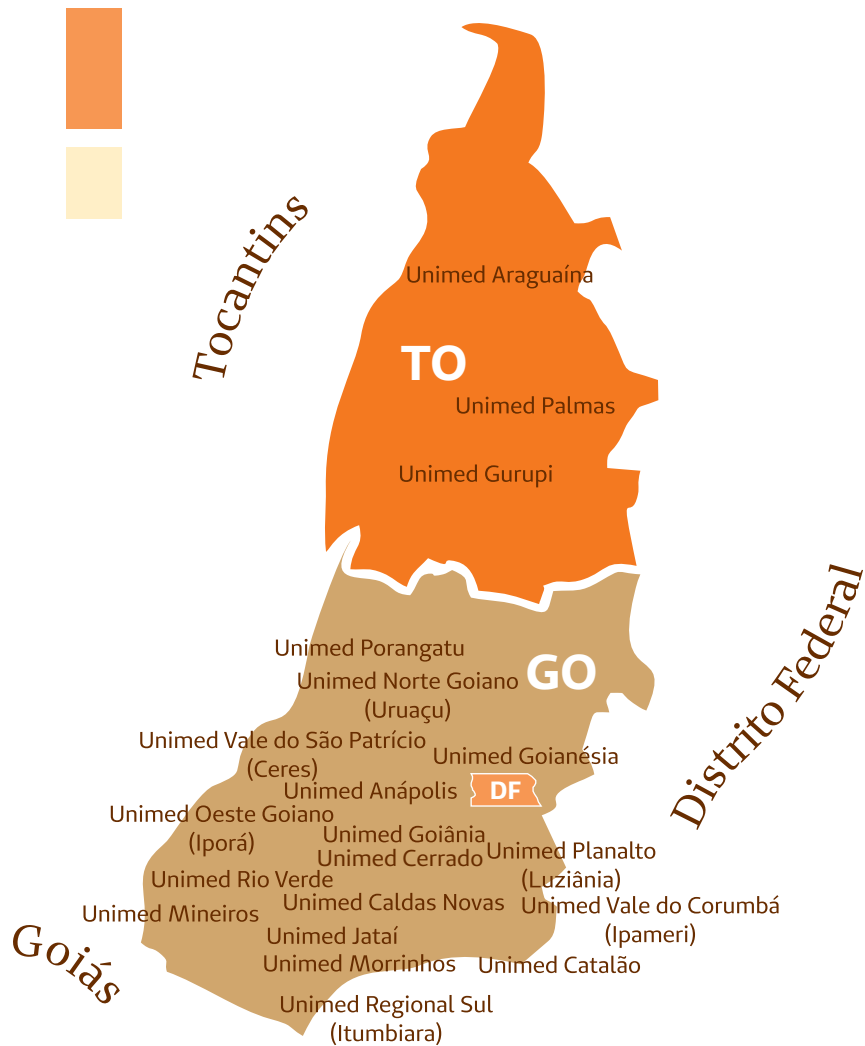 Tocantins
Unimed Araguaína
TO
Unimed Palmas
Unimed Gurupi
Distrito Federal
Unimed Porangatu
GO
Unimed Norte Goiano
(Uruaçu)
Unimed Vale do São Patrício
(Ceres)
Unimed Goianésia
Unimed Anápolis
DF
Unimed Oeste Goiano
(Iporá)
Unimed Goiânia
Unimed Cerrado
Unimed Planalto
(Luziânia)
Unimed Rio Verde
Unimed Caldas Novas
Unimed Vale do Corumbá
(Ipameri)
Unimed Mineiros
Unimed Jataí
Goiás
Unimed Morrinhos
Unimed Catalão
Unimed Regional Sul
(Itumbiara)